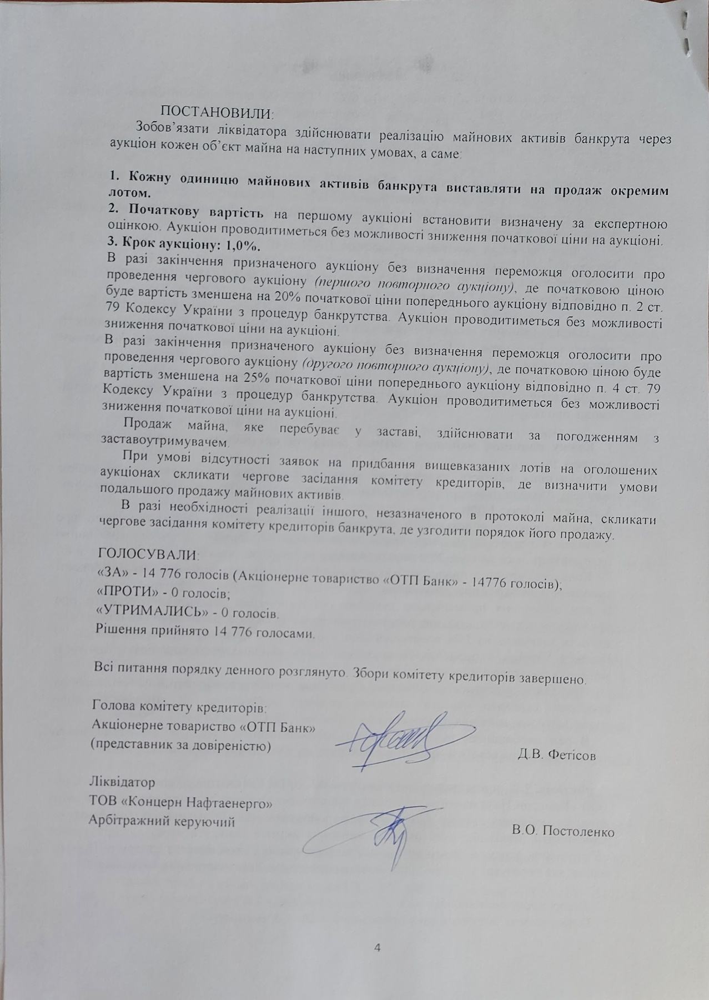 ПОСТАНОВИЛИ:
Зобов’язати ліквідатора здійснювати реалізацію майнових активів банкрута через
аукціон кожен об’єкт майна на наступних умовах, а саме:
1. Кожну одиницю майнових активів банкрута виставляти на продаж окремим
лотом.
2. Початкову вартість на першому аукціоні встановити визначену за експертною
оцінкою. Аукціон проводитиметься без можливості зниження початкової ціни на аукціоні.
3. Крок аукціону: 1,0%.
В разі закінчення призначеного аукціону без визначення переможця оголосити про
проведення чергового аукціону (першого повторного аукціону), де початковою ціною
буде вартість зменшена на 20% початкової ціни попереднього аукціону відповідно п. 2 ст.
79 Кодексу України з процедур банкрутства. Аукціон проводитиметься без можливості
зниження початкової ціни на аукціоні.
В разі закінчення призначеного аукціону без визначення переможця оголосити про
проведення чергового аукціону (другого повторного аукціону), де початковою ціною буде
вартість зменшена на 25% початкової ціни попереднього аукціону відповідно п. 4 ст. 79
Кодексу України з процедур банкрутства. Аукціон проводитиметься без можливості
зниження початкової ціни на аукціоні.
Продаж майна, яке перебуває у заставі, здійснювати за погодженням з
заставоутримувачем.
При умові відсутності заявок на придбання вищевказаних лотів на оголошених
аукціонах скликати чергове засідання комітету кредиторів, де визначити умови
подальшого продажу майнових активів.
В разі необхідності реалізації іншого, незазначеного в протоколі майна, скликати
чергове засідання комітету кредиторів банкрута, де узгодити порядок його продажу.
ГОЛОСУВАЛИ:
«ЗА» - 14 776 голосів (Акціонерне товариство «ОТП Банк» - 14776 голосів);
«ПРОТИ» - 0 голосів;
«УТРИМАЛИСЬ» - 0 голосів.
Рішення прийнято 14 776 голосами.
Всі питання порядку денного розглянуто. Збори комітету кредиторів завершено.
Голова комітету кредиторів:
Акціонерне товариство «ОТП Банк»
(представник за довіреністю) Д.В. Фетісов
Ліквідатор
ТОВ «Концерн Нафтаенерго»
Арбітражний керуючий В.О. Постоленко
4